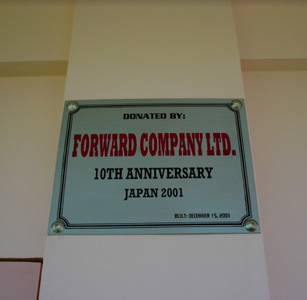 DONATED BY:
FORWARD COMPANY LTD.
10TH ANNIVERSARY
JAPAN 2001
BUILT: DECEMBER 15, 2001